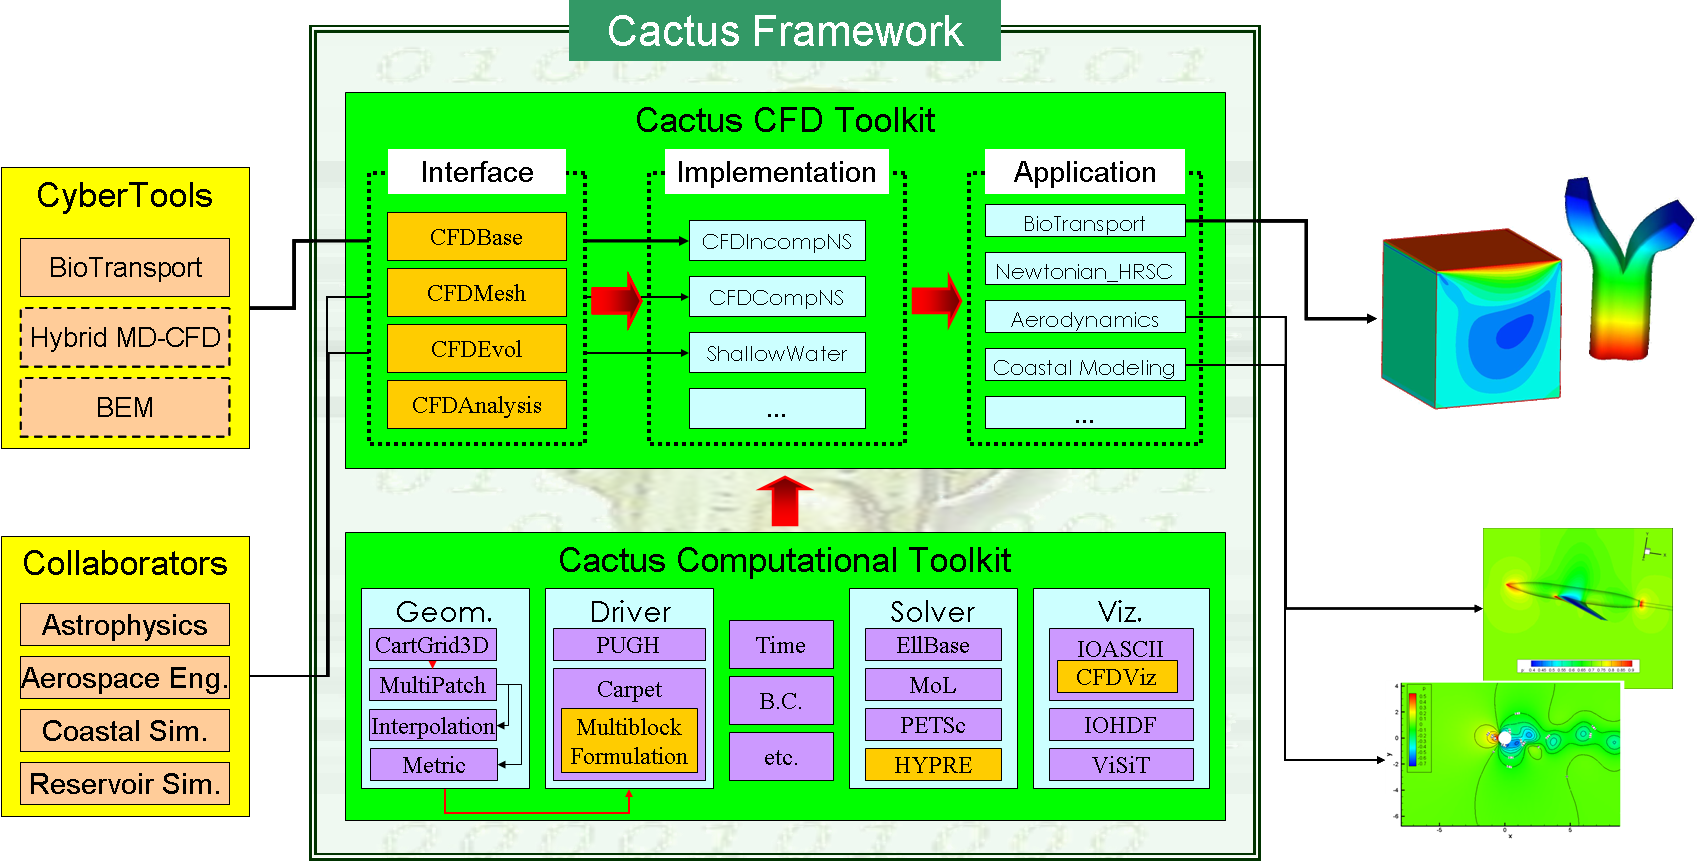 Cactus Framework
Cactus CFD Toolkit
Interface
CFDBase
CFDMesh
CFDEvol
CFDAnalysis
Implementation
CFDIncompNS
CFDCompNS
ShallowWater
...
Application
BioTransport
Newtonian_HRSC
Aerodynamics
Coastal Modeling
...
CyberTools
BioTransport
Hybrid MD-CFD
BEM
Collaborators
Astrophysics
Aerospace Eng.
Coastal Sim.
Reservoir Sim.
Cactus Computational Toolkit
Geom.
CartGrid3D
MultiPatch
Interpolation
Metric
Driver
PUGH
Carpet
Multiblock
Formulation
Time
B.C.
etc.
Solver
EllBase
MoL
PETSc
HYPRE
Viz.
IOASCII
CFDViz
IOHDF
ViSiT